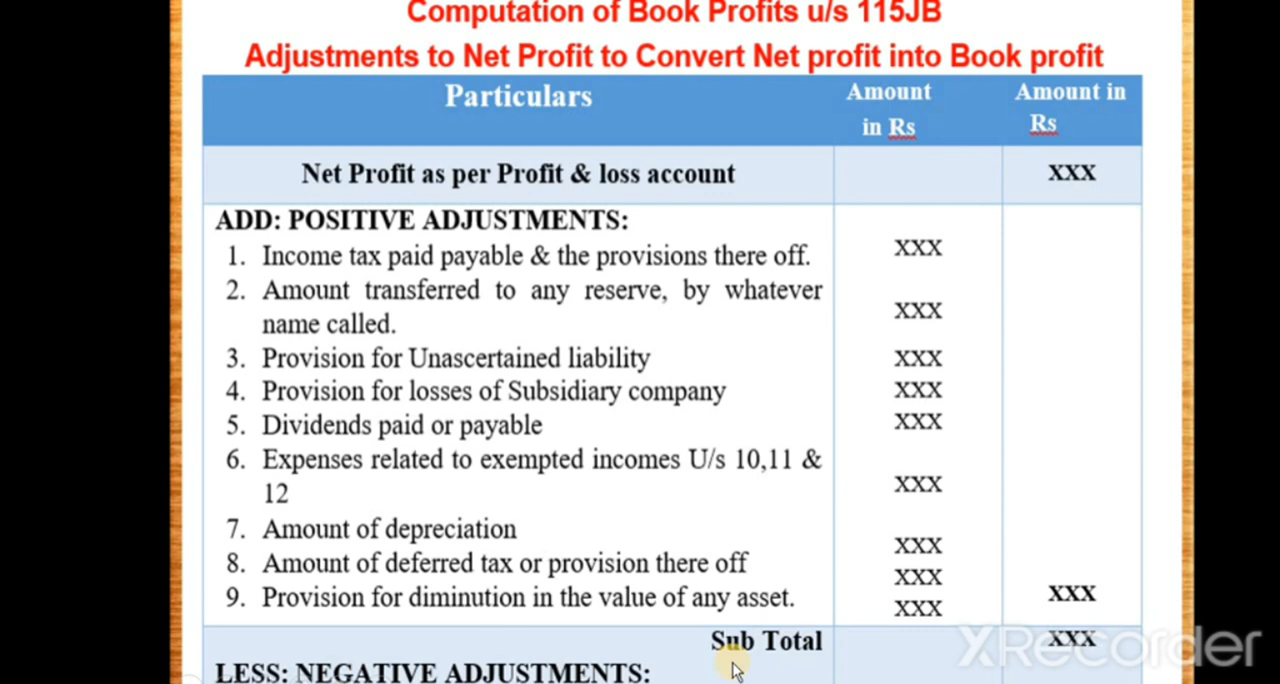 Computation of Book Profits u/s 115JB
Adjustments to Net Profit to Convert Net profit into Book profit
Particulars Amount in Rs Amount in Rs
Net Profit as per Profit & loss account XXX
ADD: POSITIVE ADJUSTMENTS:
1. Income tax paid payable & the provisions there off. XXX
2. Amount transferred to any reserve, by whatever
name called. XXX
3. Provision for Unascertained liability XXX
4. Provision for losses of Subsidiary company XXX
5. Dividends paid or payable XXX
6. Expenses related to exempted incomes U/s 10,11 &
12 XXX
7. Amount of depreciation XXX
8. Amount of deferred tax or provision there off XXX
9. Provision for diminution in the value of any asset. XXX XXX
Sub Total XXX
LESS: NEGATIVE ADJUSTMENTS:
XRecorder